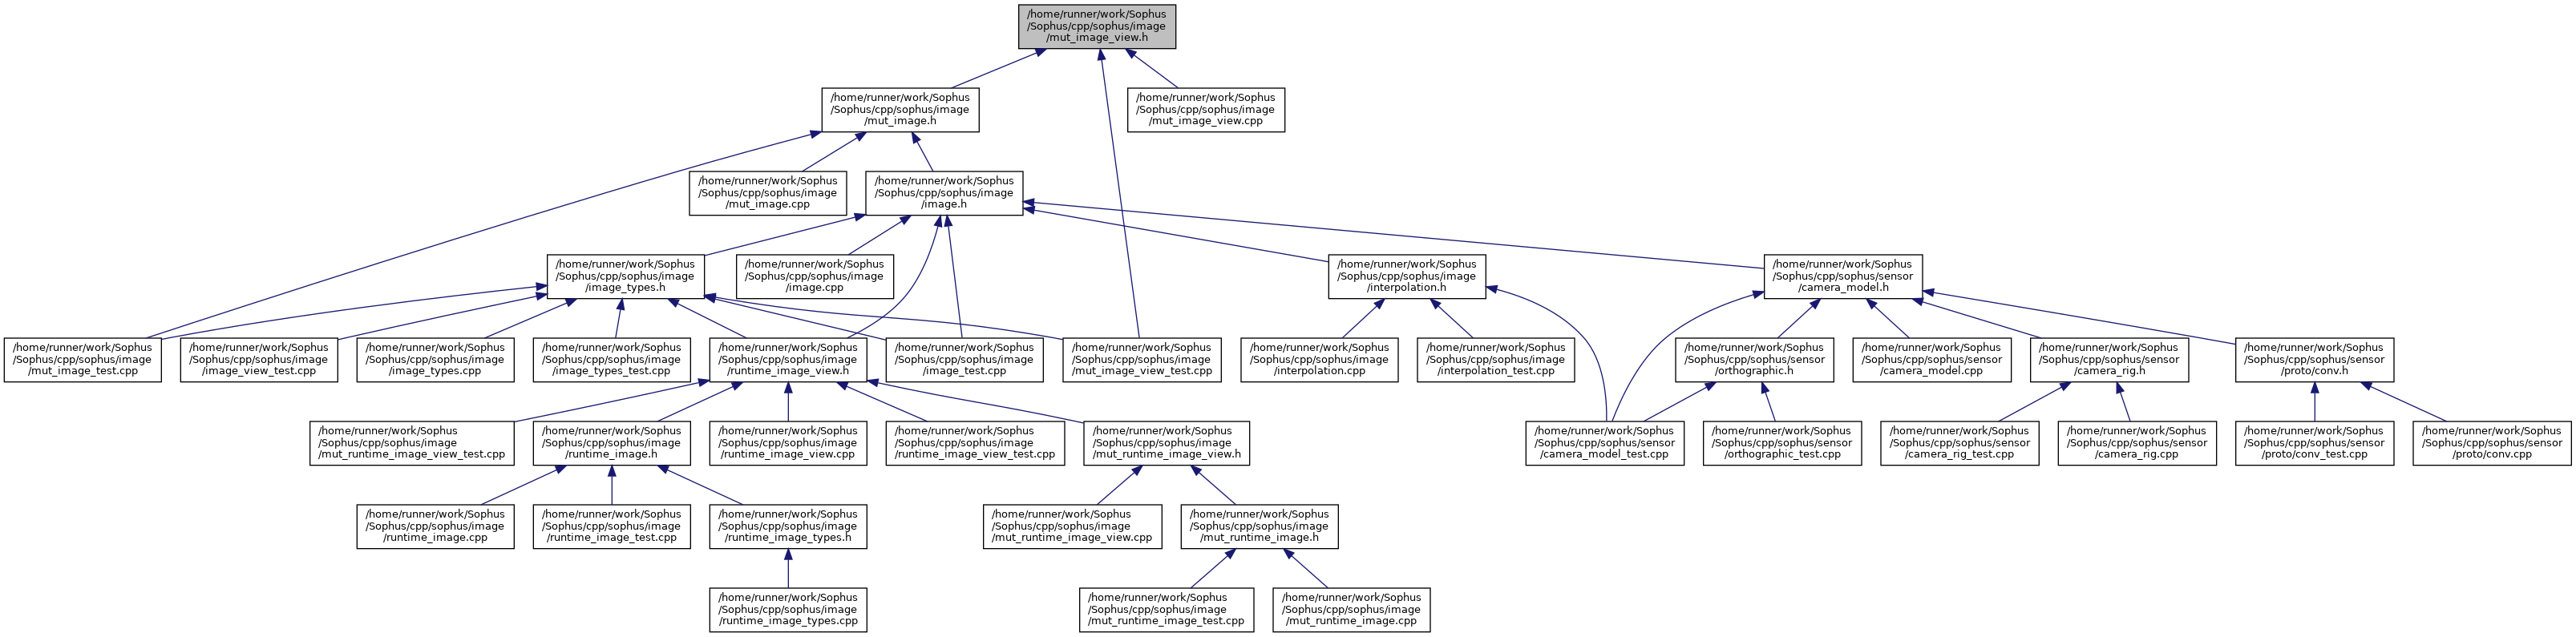 /home/runner/work/Sophus
/Sophus/cpp/sophus/image
/mut_image_view.h
/home/runner/work/Sophus
/Sophus/cpp/sophus/image
/mut_image.h
/home/runner/work/Sophus
/Sophus/cpp/sophus/image
/mut_image_view.cpp
/home/runner/work/Sophus
/Sophus/cpp/sophus/image
/mut_image.cpp
/home/runner/work/Sophus
/Sophus/cpp/sophus/image
/image.h
/home/runner/work/Sophus
/Sophus/cpp/sophus/image
/image_types.h
/home/runner/work/Sophus
/Sophus/cpp/sophus/image
/image.cpp
/home/runner/work/Sophus
/Sophus/cpp/sophus/image
/interpolation.h
/home/runner/work/Sophus
/Sophus/cpp/sophus/sensor
/camera_model.h
/home/runner/work/Sophus
/Sophus/cpp/sophus/image
/mut_image_test.cpp
/home/runner/work/Sophus
/Sophus/cpp/sophus/image
/image_view_test.cpp
/home/runner/work/Sophus
/Sophus/cpp/sophus/image
/image_types.cpp
/home/runner/work/Sophus
/Sophus/cpp/sophus/image
/image_types_test.cpp
/home/runner/work/Sophus
/Sophus/cpp/sophus/image
/runtime_image_view.h
/home/runner/work/Sophus
/Sophus/cpp/sophus/image
/image_test.cpp
/home/runner/work/Sophus
/Sophus/cpp/sophus/image
/mut_image_view_test.cpp
/home/runner/work/Sophus
/Sophus/cpp/sophus/image
/interpolation.cpp
/home/runner/work/Sophus
/Sophus/cpp/sophus/image
/interpolation_test.cpp
/home/runner/work/Sophus
/Sophus/cpp/sophus/sensor
/orthographic.h
/home/runner/work/Sophus
/Sophus/cpp/sophus/sensor
/camera_model.cpp
/home/runner/work/Sophus
/Sophus/cpp/sophus/sensor
/camera_rig.h
/home/runner/work/Sophus
/Sophus/cpp/sophus/sensor
/proto/conv.h
/home/runner/work/Sophus
/Sophus/cpp/sophus/image
/mut_runtime_image_view_test.cpp
/home/runner/work/Sophus
/Sophus/cpp/sophus/image
/runtime_image.h
/home/runner/work/Sophus
/Sophus/cpp/sophus/image
/runtime_image_view.cpp
/home/runner/work/Sophus
/Sophus/cpp/sophus/image
/runtime_image_view_test.cpp
/home/runner/work/Sophus
/Sophus/cpp/sophus/image
/mut_runtime_image_view.h
/home/runner/work/Sophus
/Sophus/cpp/sophus/sensor
/camera_model_test.cpp
/home/runner/work/Sophus
/Sophus/cpp/sophus/sensor
/orthographic_test.cpp
/home/runner/work/Sophus
/Sophus/cpp/sophus/sensor
/camera_rig_test.cpp
/home/runner/work/Sophus
/Sophus/cpp/sophus/sensor
/camera_rig.cpp
/home/runner/work/Sophus
/Sophus/cpp/sophus/sensor
/proto/conv_test.cpp
/home/runner/work/Sophus
/Sophus/cpp/sophus/sensor
/proto/conv.cpp
/home/runner/work/Sophus
/Sophus/cpp/sophus/image
/runtime_image.cpp
/home/runner/work/Sophus
/Sophus/cpp/sophus/image
/runtime_image_test.cpp
/home/runner/work/Sophus
/Sophus/cpp/sophus/image
/runtime_image_types.h
/home/runner/work/Sophus
/Sophus/cpp/sophus/image
/mut_runtime_image_view.cpp
/home/runner/work/Sophus
/Sophus/cpp/sophus/image
/mut_runtime_image.h
/home/runner/work/Sophus
/Sophus/cpp/sophus/image
/runtime_image_types.cpp
/home/runner/work/Sophus
/Sophus/cpp/sophus/image
/mut_runtime_image_test.cpp
/home/runner/work/Sophus
/Sophus/cpp/sophus/image
/mut_runtime_image.cpp